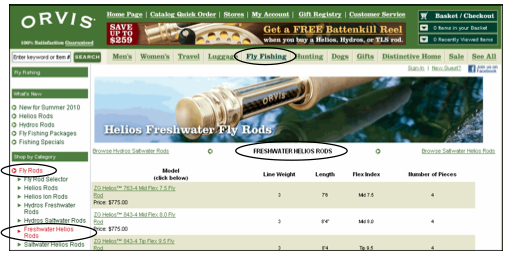 ORVIS
100% Satisfaction Guaranteed
Home Page | Catalog Quick Order | Stores | My Account | Gift Registry | Customer Service
SAVE
UP TO
$259
Get a FREE Battenkill Reel
when you buy a Helios, Hydros, or TLS rod.
Basket / Checkout
0 Items in your Basket
0 Recently Viewed Items
Enter keyword or item # SEARCH
Men's Women's Travel Luggage Fly Fishing Hunting Dogs Gifts Distinctive Home Sale See All
Sign In | New Guest?
Join us on
Facebook
Fly Fishing
What's New
New for Summer 2010
Helios Rods
Hydros Rods
Fly Fishing Packages
Fishing Specials
Shop by Category
Fly Rods
Fly Rod Selector
Helios Rods
Helios Ion Rods
Hydros Freshwater
Rods
Hydros Saltwater Rods
Freshwater Helios
Rods
Saltwater Helios Rods
ORVIS
Helios Freshwater Fly Rods
Browse Hydros Saltwater Rods
FRESHWATER HELIOS RODS
Browse Saltwater Helios Rods
Model
(click below)
Line Weight Length Flex Index Number of Pieces
ZG Helios™ 763-4 Mid Flex 7.5 Fly
Rod
Price: $775.00
3 7'6 Mid 7.5 4
ZG Helios™ 843-4 Mid Flex 8.0 Fly
Rod
Price: $775.00
3 8'4" Mid 8.0 4
ZG Helios™ 843-4 Tip Flex 9.5 Fly
Rod
3 8'4 Tip 9.5 4